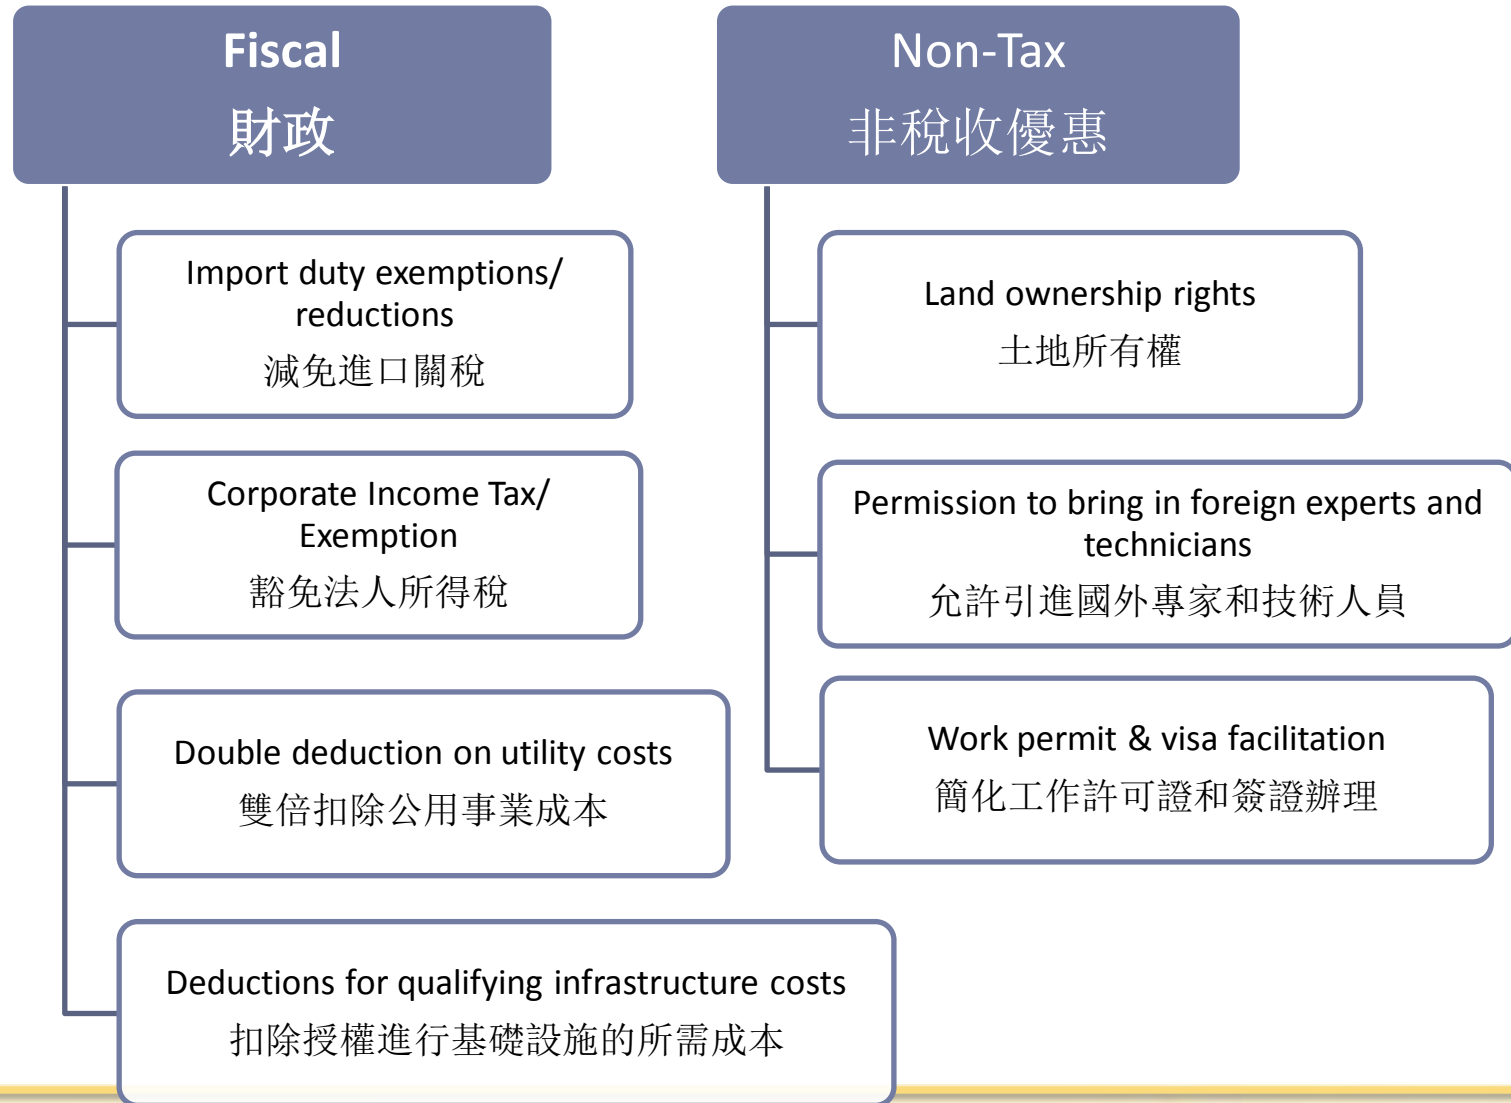 Fiscal
財政
Import duty exemptions/
reductions
減免進口關稅
Corporate Income Tax/
Exemption
豁免法人所得稅
Double deduction on utility costs
雙倍扣除公用事業成本
Deductions for qualifying infrastructure costs
扣除授權進行基礎設施的所需成本
Non-Tax
非稅收優惠
Land ownership rights
土地所有權
Permission to bring in foreign experts and
technicians
允許引進國外專家和技術人員
Work permit & visa facilitation
簡化工作許可證和簽證辦理